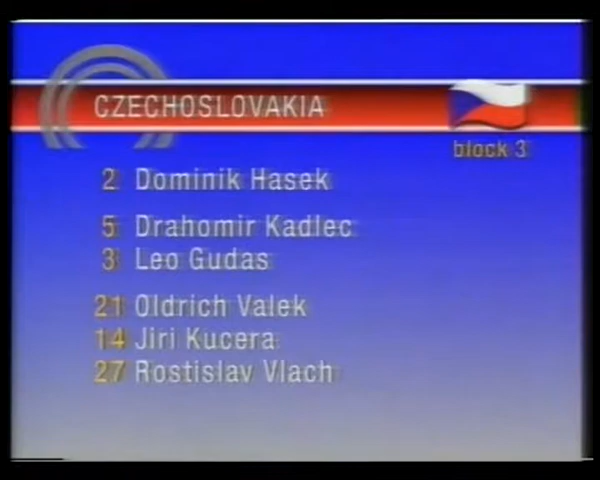 CZECHOSLOVAKIA
block 3
2 Dominik Hasek
5 Drahomir Kadlec
3 Leo Gudas
21 Oldrich Valek
14 Jiri Kucera
27 Rostislav Vlach